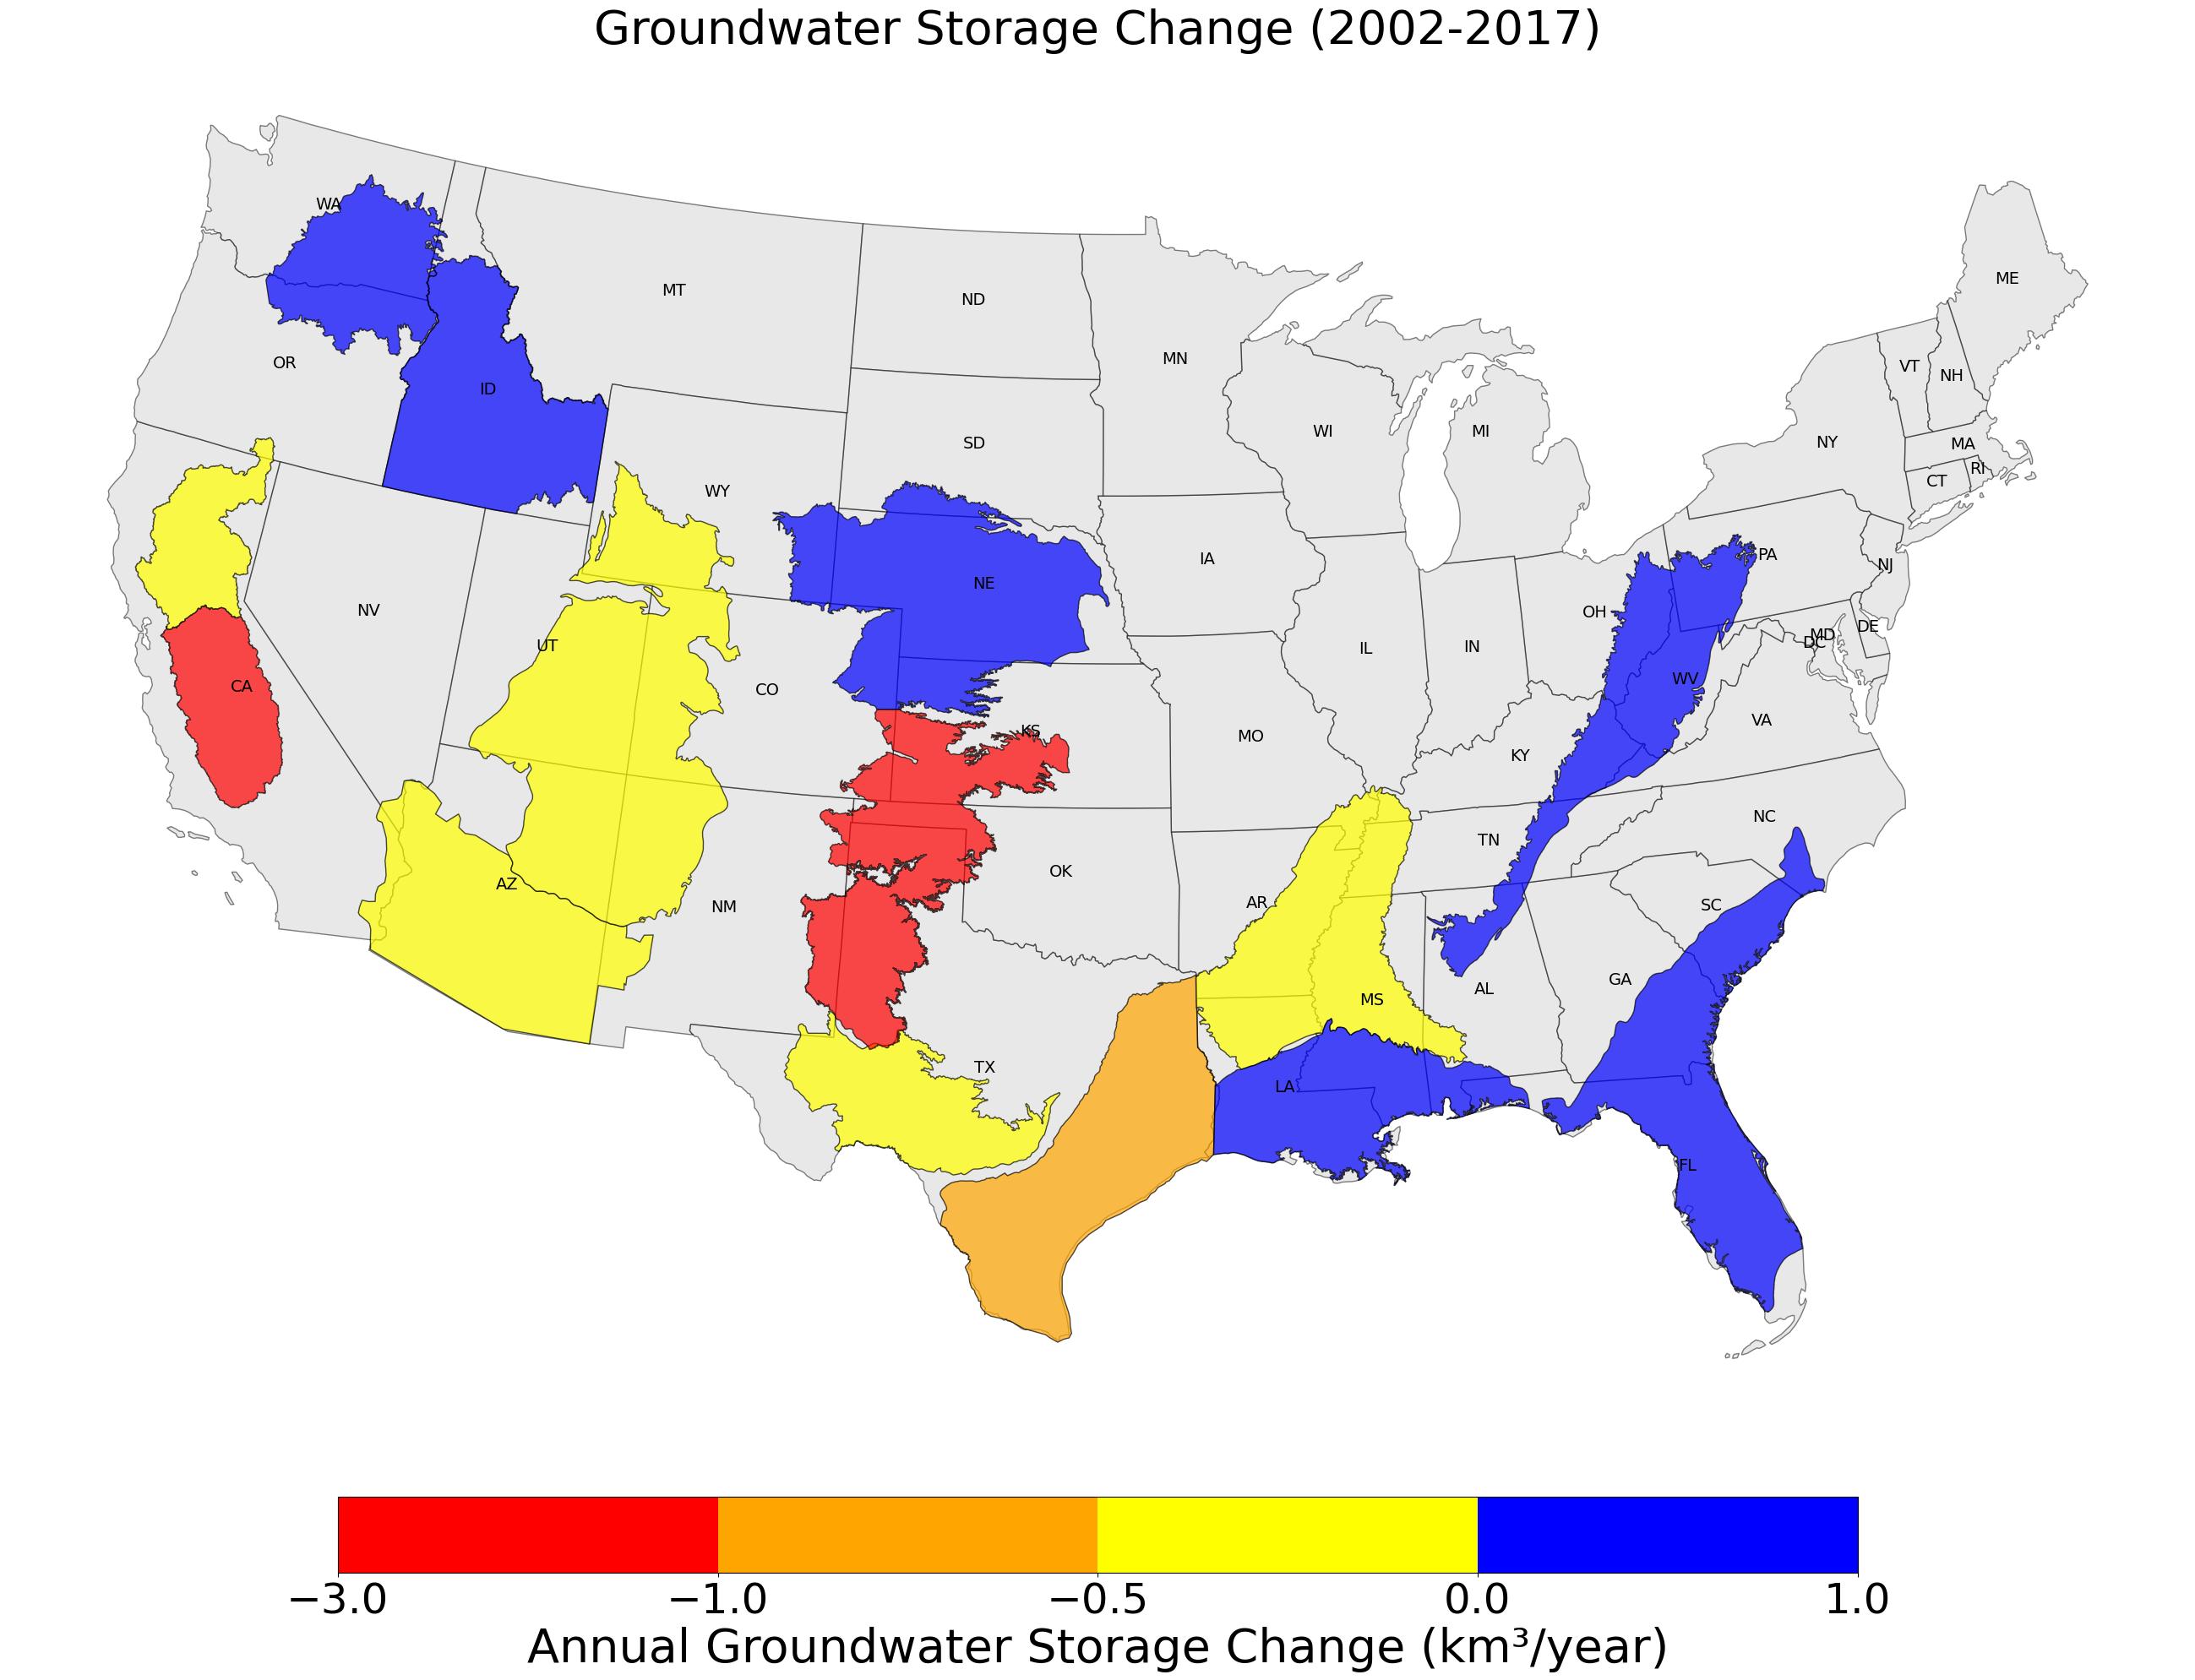 Groundwater Storage Change (2002-2017)
WA
ME
MT
ND
MN
OR
VT
NH
ID
WI
MI
NY
MA
SD
RI
CT
WY
IA
PA
NJ
NE
NV
OH
DE
MD
DC
UT
IL
IN
WV
CA
CO
VA
KS
MO
KY
NC
TN
OK
AZ
AR
SC
NM
GA
AL
MS
TX
LA
FL
−3.0 −1.0 −0.5 0.0 1.0
Annual Groundwater Storage Change (km³/year)